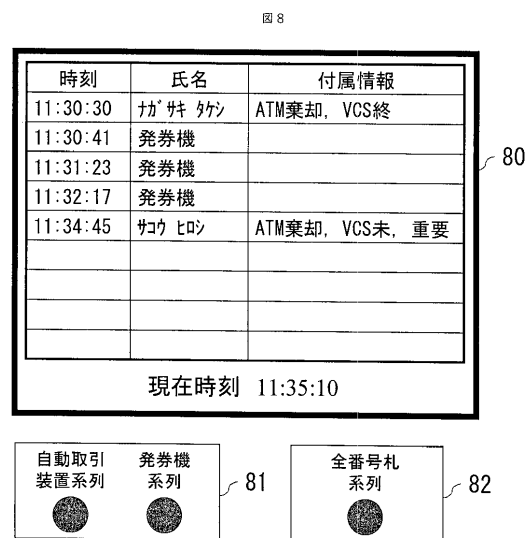 図8
時刻 氏名 付属情報
11:30:30 ﾅｶﾞｻｷ ﾀｹｼ ATM棄却, VCS終
11:30:41 発券機
11:31:23 発券機
11:32:17 発券機
11:34:45 ｻｺｳ ﾋﾛｼ ATM棄却, VCS未, 重要
現在時刻 11:35:10
80
自動取引 発券機
装置系列 系列
81
全番号札
系列
82